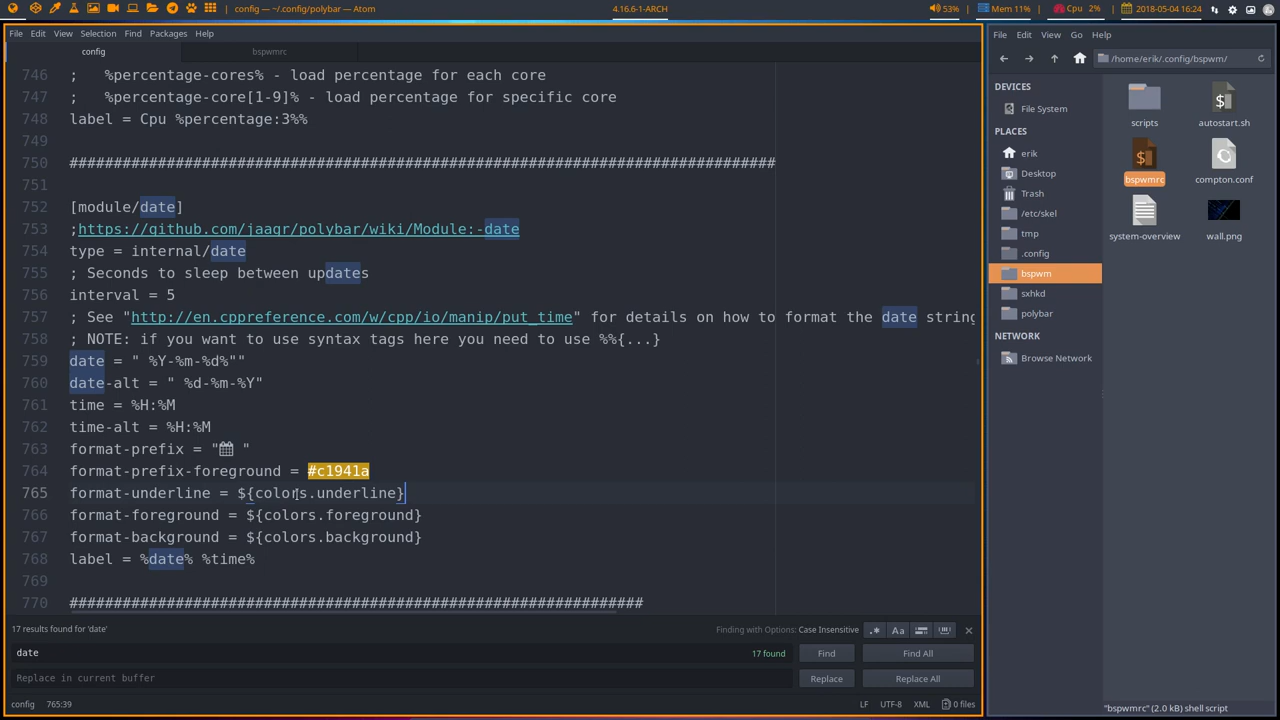 config — ~/.config/polybar — Atom
4.16.6-1-ARCH
53%
Mem 11%
Cpu  2%
2018-05-04 16:24
File Edit View Selection Find Packages Help
config
bspwmrc
746 ;   %percentage-cores% - load percentage for each core
747 ;   %percentage-core[1-9]% - load percentage for specific core
748 label = Cpu %percentage:3%%
749
750 ################################################################################
751
752 [module/date]
753 ;https://github.com/jaagr/polybar/wiki/Module:-date
754 type = internal/date
755 ; Seconds to sleep between updates
756 interval = 5
757 ; See "http://en.cppreference.com/w/cpp/io/manip/put_time" for details on how to format the date string
758 ; NOTE: if you want to use syntax tags here you need to use %%{...}
759 date = " %Y-%m-%d%""
760 date-alt = " %d-%m-%Y"
761 time = %H:%M
762 time-alt = %H:%M
763 format-prefix = " "
764 format-prefix-foreground = #c1941a
765 format-underline = ${colors.underline}
766 format-foreground = ${colors.foreground}
767 format-background = ${colors.background}
768 label = %date% %time%
769
770 #################################################################
17 results found for 'date'
Finding with Options: Case Insensitive
.*
Aa
date
17 found
Find
Find All
Replace in current buffer
Replace
Replace All
config
765:39
LF
UTF-8
XML
0 files
File Edit View Go Help
/home/erik/.config/bspwm/
DEVICES
File System
PLACES
erik
Desktop
Trash
/etc/skel
tmp
.config
bspwm
sxhkd
polybar
NETWORK
Browse Network
scripts
autostart.sh
bspwmrc
compton.conf
system-overview
wall.png
"bspwmrc" (2.0 kB) shell script